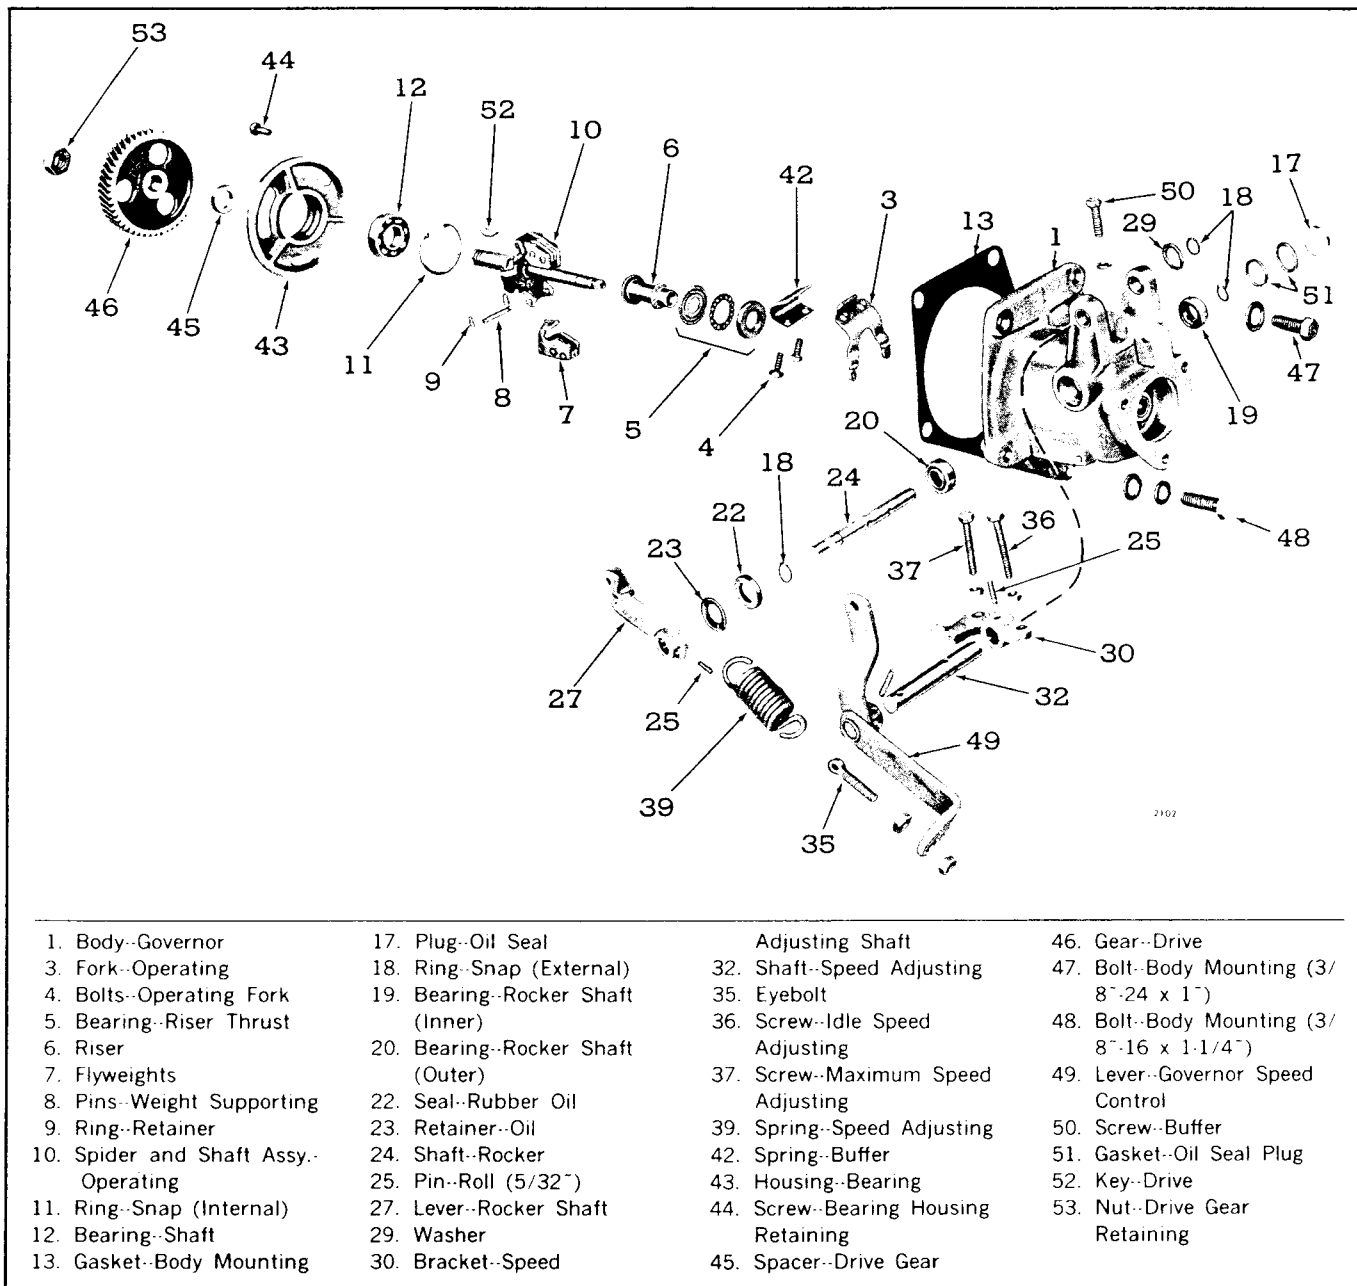 53
44
12
52
10
6
42
3
13
50
29
18
17
1
51
46
45
43
11
9
8
7
5
4
20
47
19
18
24
22
23
36
37
25
48
30
32
27
25
39
49
35
2102
1. Body--Governor
3. Fork--Operating
4. Bolts--Operating Fork
5. Bearing--Riser Thrust
6. Riser
7. Flyweights
8. Pins--Weight Supporting
9. Ring--Retainer
10. Spider and Shaft Assy.-
Operating
11. Ring--Snap (Internal)
12. Bearing--Shaft
13. Gasket--Body Mounting
17. Plug--Oil Seal
18. Ring--Snap (External)
19. Bearing--Rocker Shaft
(Inner)
20. Bearing--Rocker Shaft
(Outer)
22. Seal--Rubber Oil
23. Retainer--Oil
24. Shaft--Rocker
25. Pin--Roll (5/32")
27. Lever--Rocker Shaft
29. Washer
30. Bracket--Speed
Adjusting Shaft
32. Shaft--Speed Adjusting
35. Eyebolt
36. Screw--Idle Speed
Adjusting
37. Screw--Maximum Speed
Adjusting
39. Spring--Speed Adjusting
42. Spring--Buffer
43. Housing--Bearing
44. Screw--Bearing Housing
Retaining
45. Spacer--Drive Gear
46. Gear--Drive
47. Bolt--Body Mounting (3/
8"-24 x 1")
48. Bolt--Body Mounting (3/
8"-16 x 1-1/4")
49. Lever--Governor Speed
Control
50. Screw--Buffer
51. Gasket--Oil Seal Plug
52. Key--Drive
53. Nut--Drive Gear
Retaining